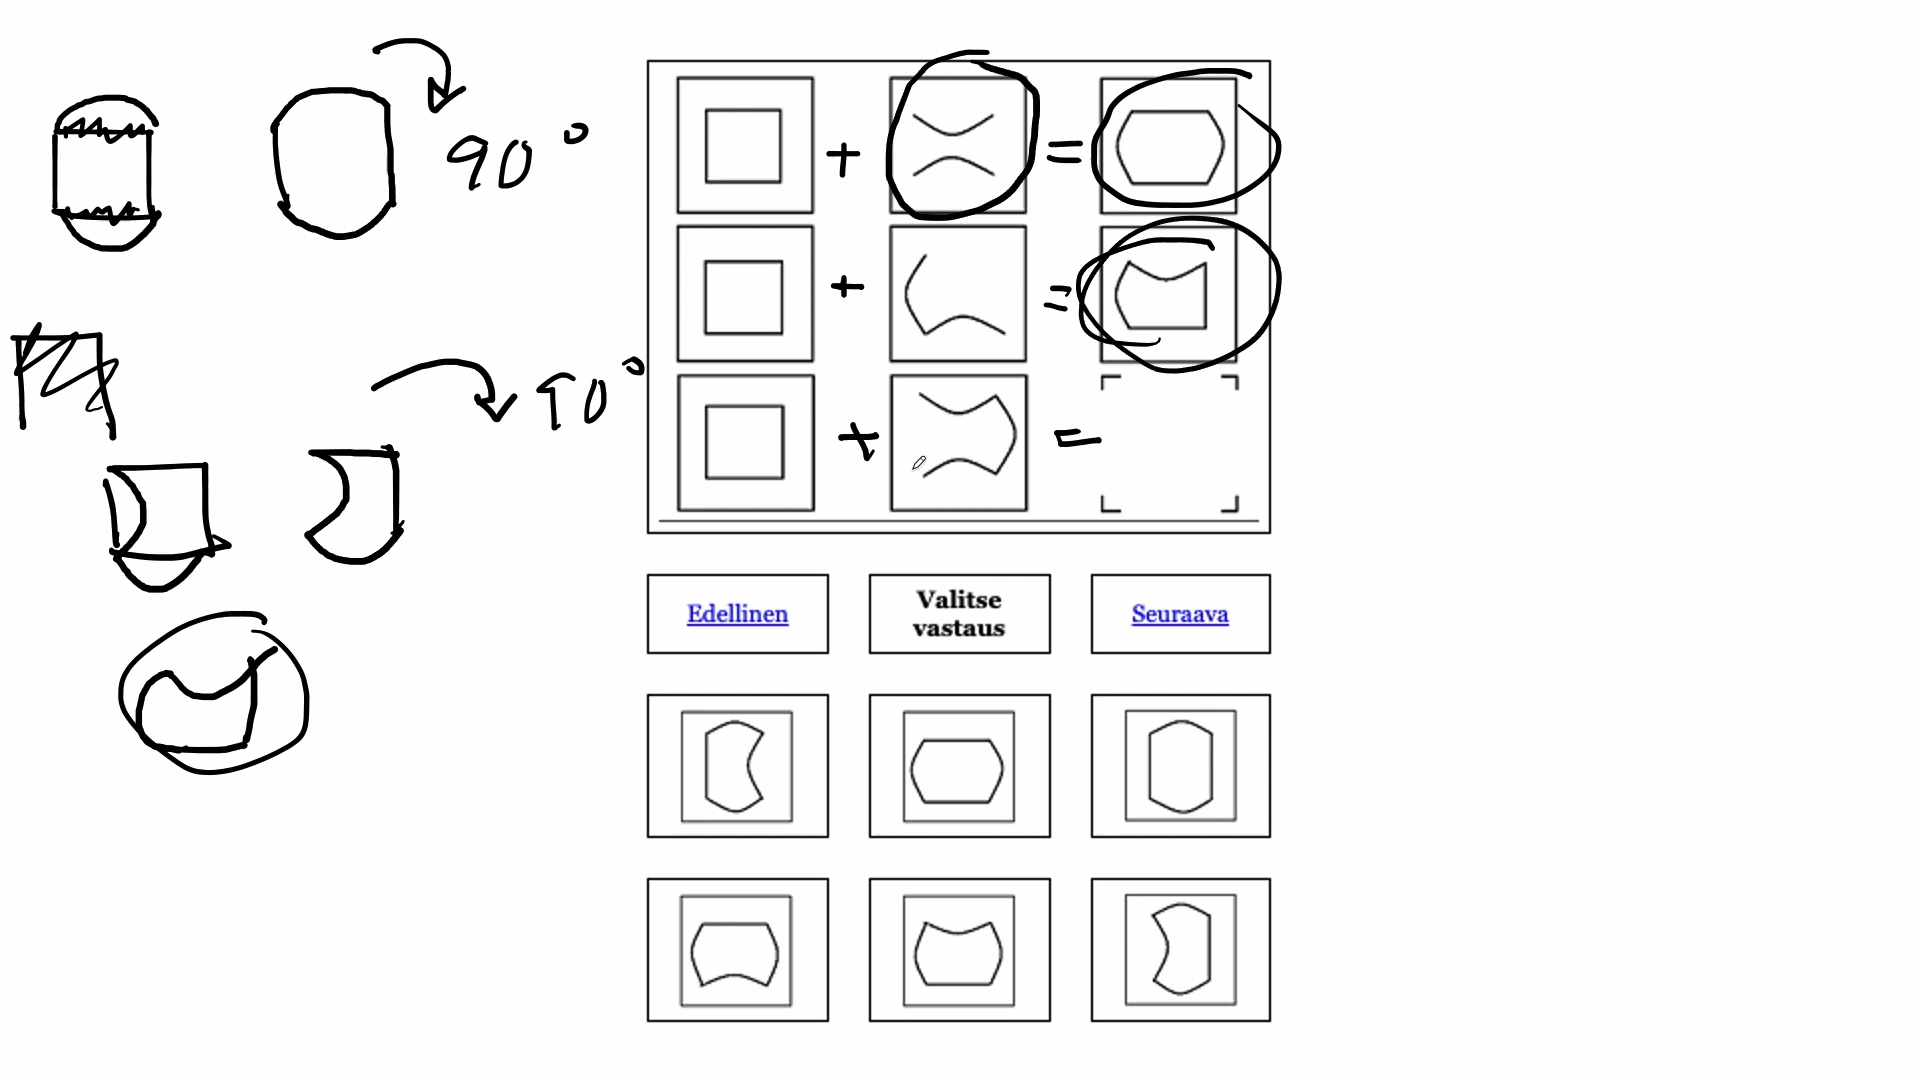 90°
+ =
+ =
90°
+ =
Edellinen
Valitse
vastaus
Seuraava